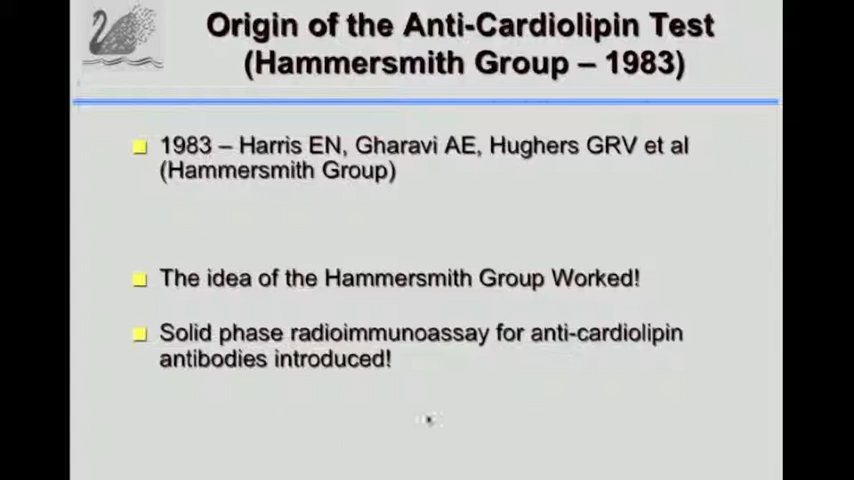 Origin of the Anti-Cardiolipin Test
(Hammersmith Group – 1983)
1983 – Harris EN, Gharavi AE, Hughers GRV et al
(Hammersmith Group)
The idea of the Hammersmith Group Worked!
Solid phase radioimmunoassay for anti-cardiolipin
antibodies introduced!